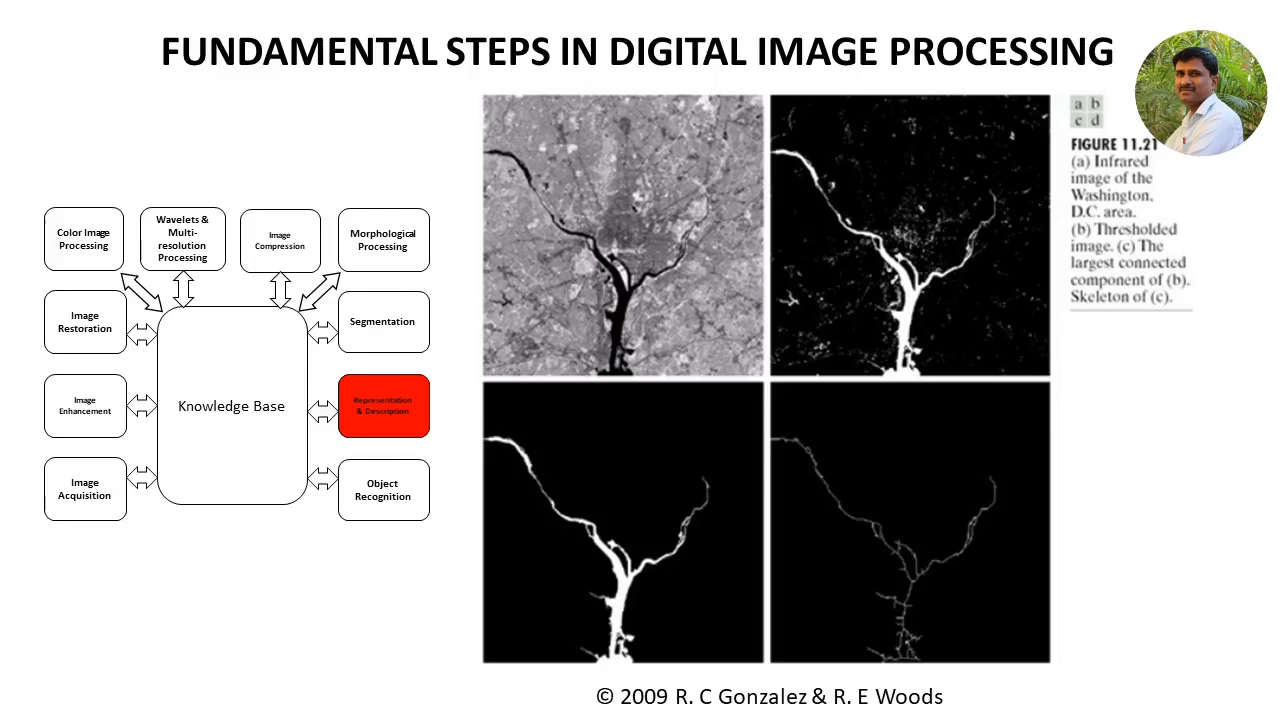 FUNDAMENTAL STEPS IN DIGITAL IMAGE PROCESSING
Color Image
Processing
Wavelets &
Multi-
resolution
Processing
Image
Compression
Morphological
Processing
Image
Restoration
Segmentation
Image
Enhancement
Knowledge Base
Representation
& Description
Image
Acquisition
Object
Recognition
a b
c d
FIGURE 11.21
(a) Infrared
image of the
Washington,
D.C. area.
(b) Thresholded
image. (c) The
largest connected
component of (b).
Skeleton of (c).
© 2009 R. C Gonzalez & R. E Woods